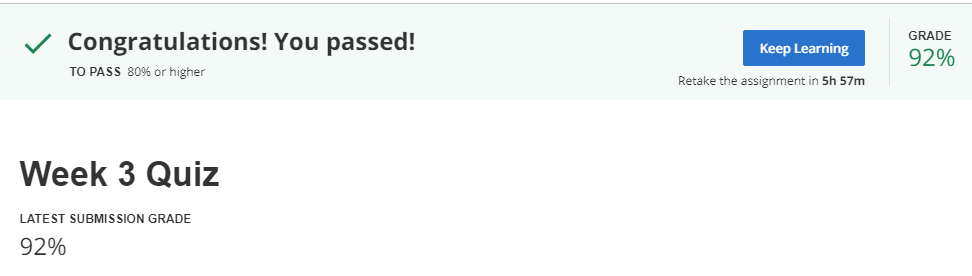 Congratulations! You passed!
TO PASS 80% or higher
Keep Learning
Retake the assignment in 5h 57m
GRADE
92%
Week 3 Quiz
LATEST SUBMISSION GRADE
92%